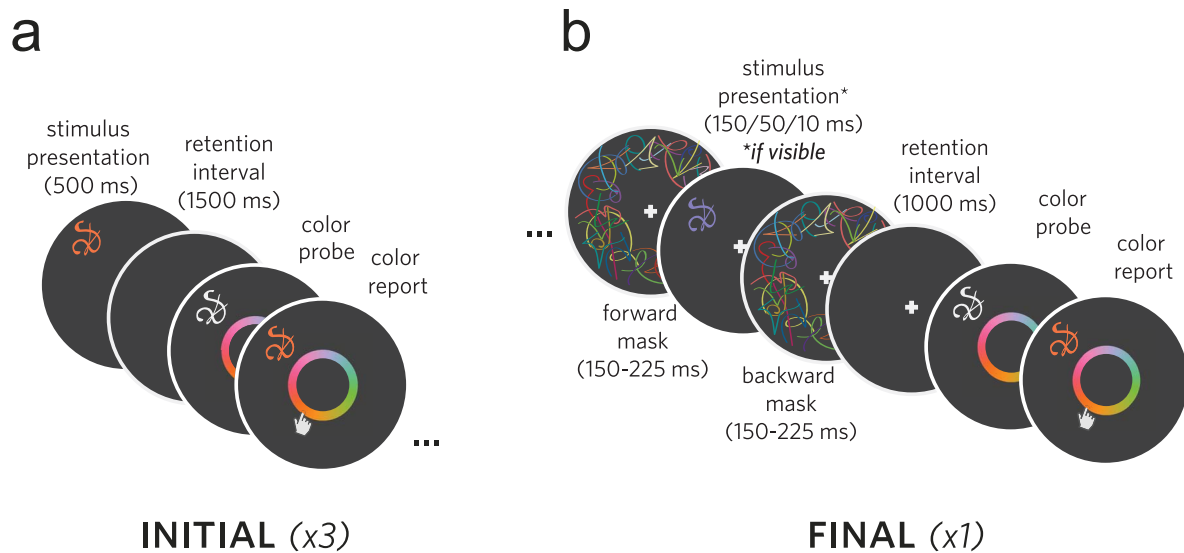 a
stimulus
presentation
(500 ms)
retention
interval
(1500 ms)
color
probe
color
report
...
INITIAL (x3)
b
...
forward
mask
(150-225 ms)
stimulus
presentation*
(150/50/10 ms)
*if visible
backward
mask
(150-225 ms)
retention
interval
(1000 ms)
color
probe
color
report
FINAL (x1)